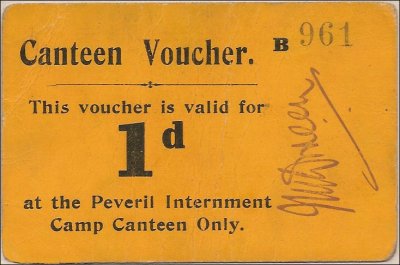 Canteen Voucher. B 961
This voucher is valid for
1d
at the Peveril Internment
Camp Canteen Only.